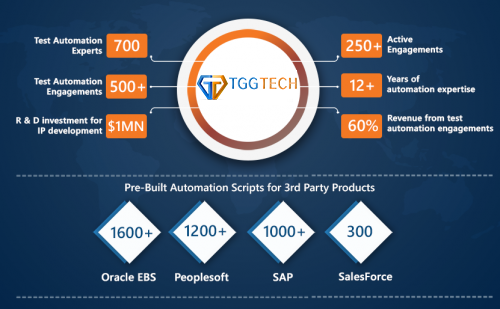 Test Automation
Experts
700
Test Automation
Engagements
500+
R & D investment for
IP development
$1MN
TGGTECH
250+
Active
Engagements
12+
Years of
automation expertise
60%
Revenue from test
automation engagements
Pre-Built Automation Scripts for 3rd Party Products
1600+
1200+
1000+
300
Oracle EBS
Peoplesoft
SAP
SalesForce